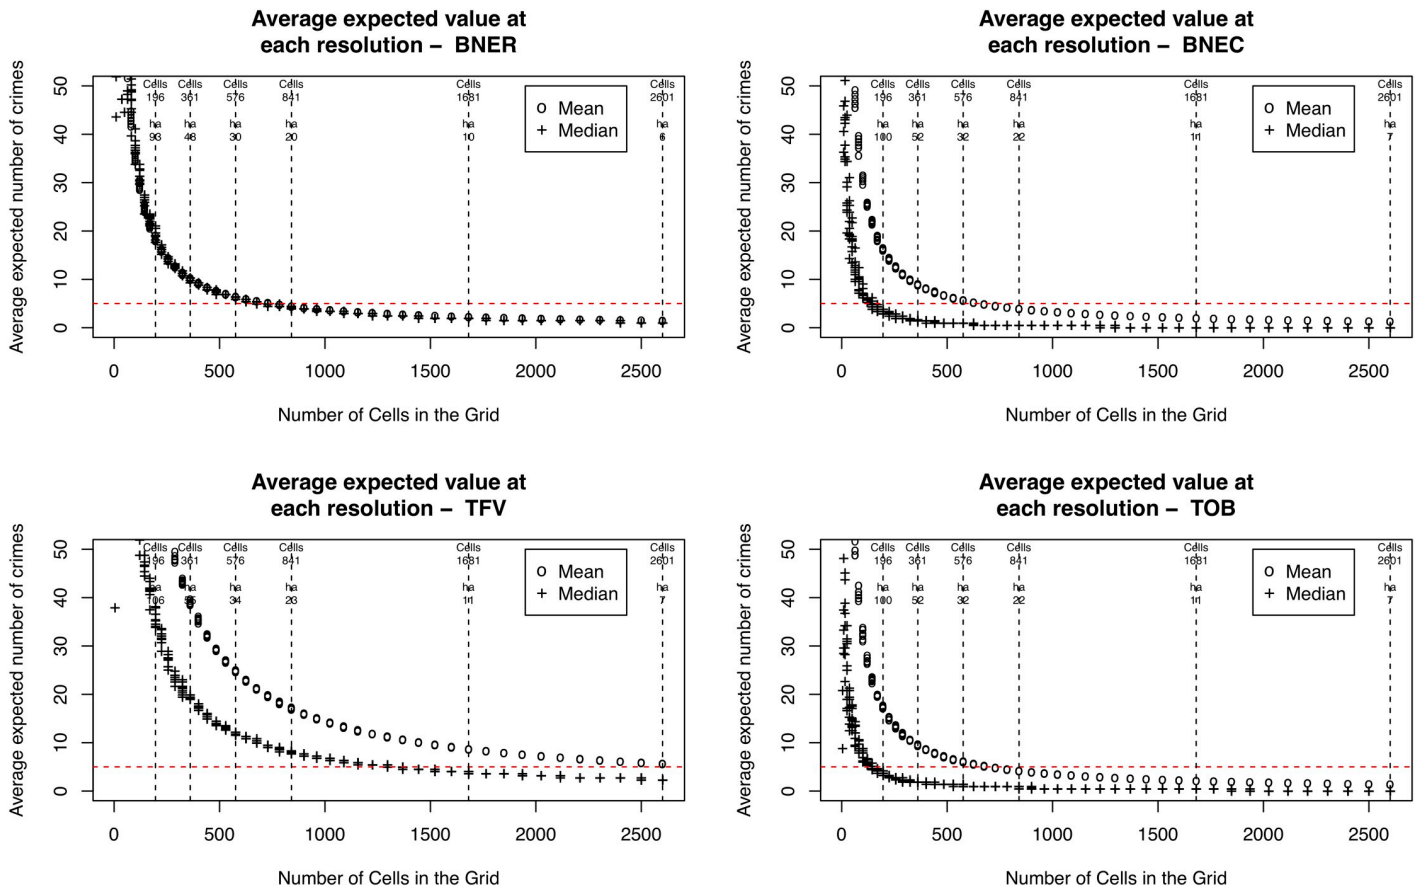 Average expected value at
each resolution – BNER
Average expected number of crimes
50
40
30
20
10
0
Cells Cells Cells Cells Cells Cells
196 361 576 841 1681 2601
ha ha ha ha ha ha
93 48 30 20 10 6
o Mean
+ Median
0 500 1000 1500 2000 2500
Number of Cells in the Grid
Average expected value at
each resolution – BNEC
Average expected number of crimes
50
40
30
20
10
0
Cells Cells Cells Cells Cells Cells
196 361 576 841 1681 2601
ha ha ha ha ha ha
100 52 32 22 11 7
o Mean
+ Median
0 500 1000 1500 2000 2500
Number of Cells in the Grid
Average expected value at
each resolution – TFV
Average expected number of crimes
50
40
30
20
10
0
Cells Cells Cells Cells Cells Cells
196 361 576 841 1681 2601
ha ha ha ha ha ha
106 34 23 11 7
o Mean
+ Median
0 500 1000 1500 2000 2500
Number of Cells in the Grid
Average expected value at
each resolution – TOB
Average expected number of crimes
50
40
30
20
10
0
Cells Cells Cells Cells Cells Cells
196 361 576 841 1681 2601
ha ha ha ha ha ha
100 52 32 22 11 7
o Mean
+ Median
0 500 1000 1500 2000 2500
Number of Cells in the Grid